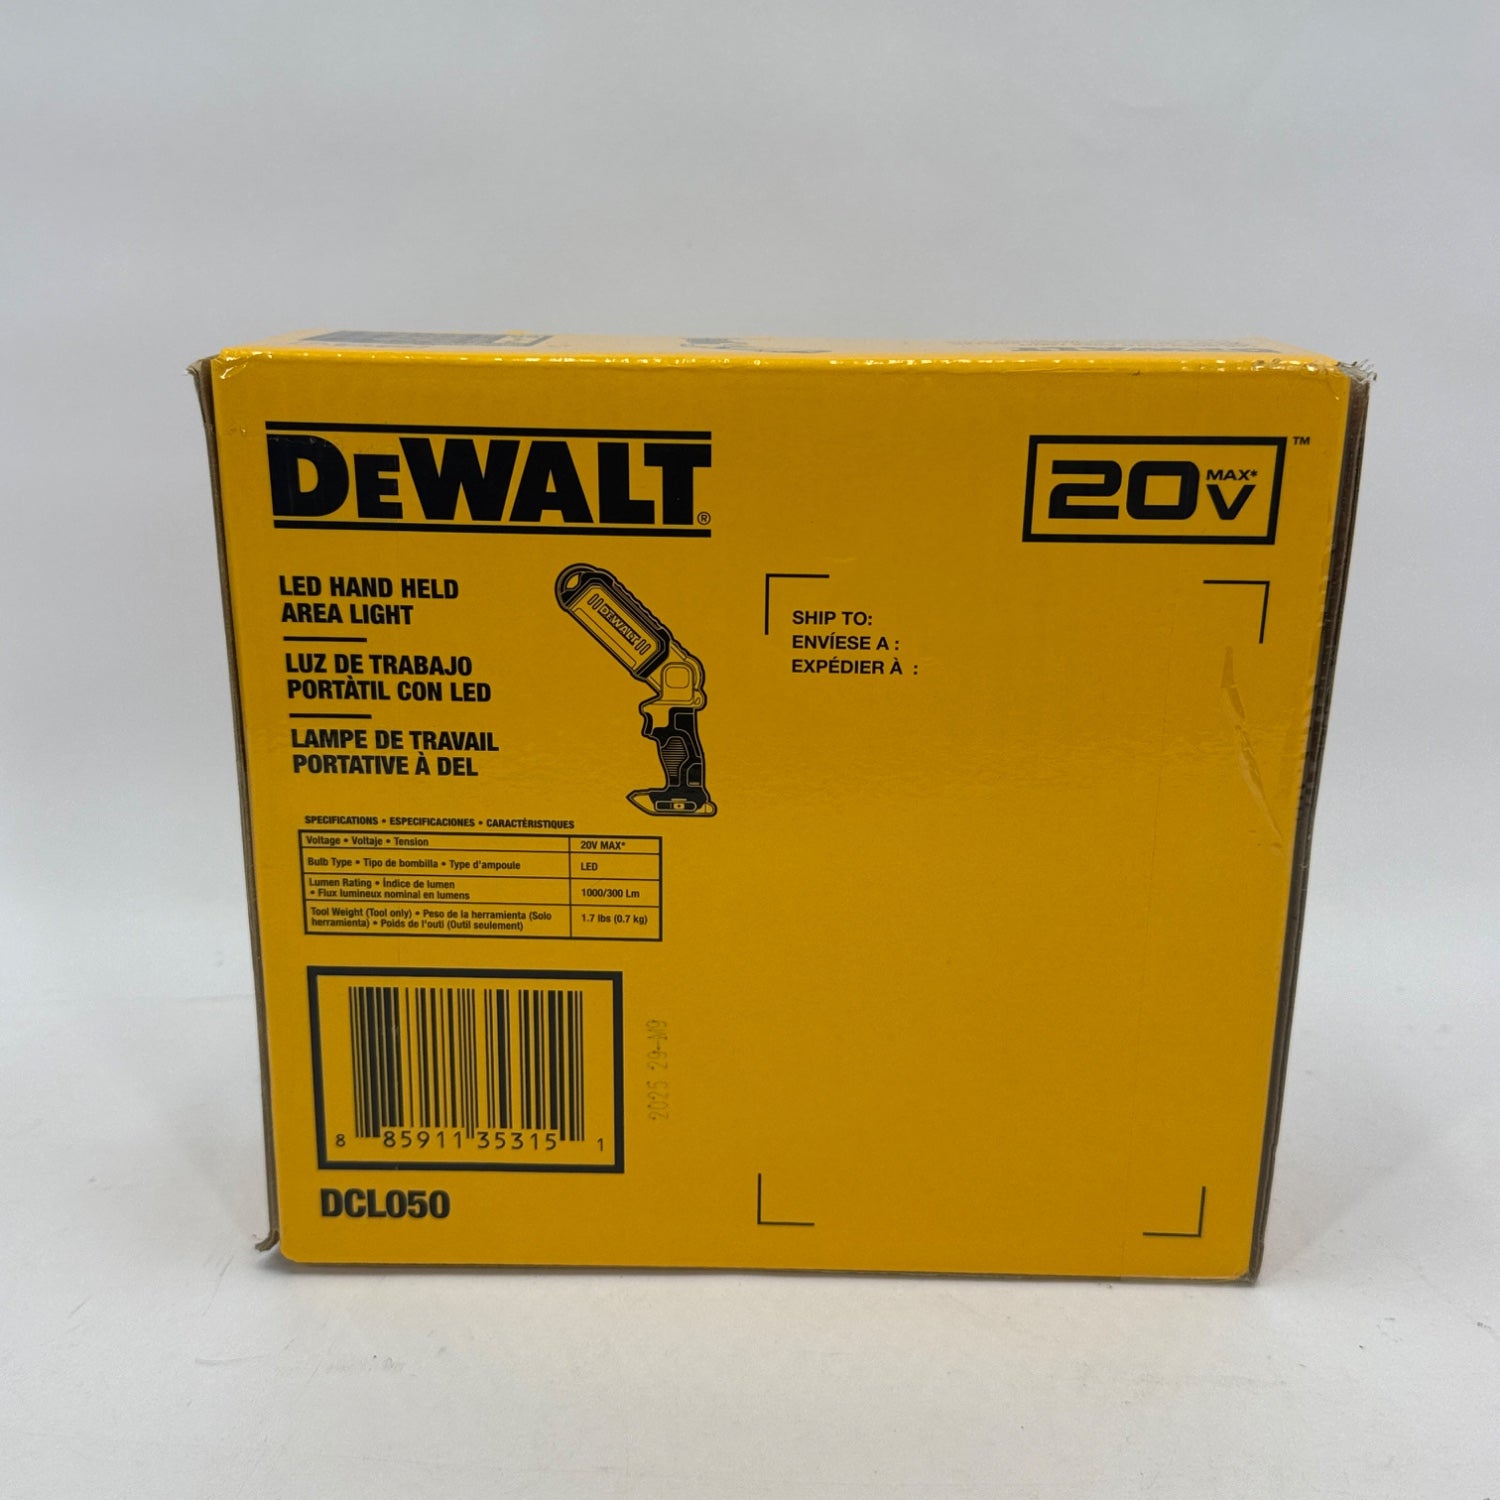 DEWALT®
20V MAX*™
LED HAND HELD
AREA LIGHT
LUZ DE TRABAJO
PORTÀTIL CON LED
LAMPE DE TRAVAIL
PORTATIVE À DEL
DEWALT
SHIP TO:
ENVÍESE A :
EXPÉDIER À :
SPECIFICATIONS • ESPECIFICACIONES • CARACTÈRISTIQUES
Voltage • Voltaje • Tension 20V MAX*
Bulb Type • Tipo de bombilla • Type d'ampoule LED
Lumen Rating • Índice de lumen
• Flux lumineux nominal en lumens 1000/300 Lm
Tool Weight (Tool only) • Peso de la herramienta (Solo
herramienta) • Poids de l'outi (Outil seulement) 1.7 lbs (0.7 kg)
8 85911 35315 1
2025 29-M9
DCL050